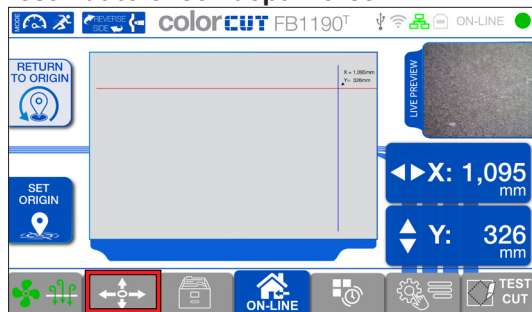 MODE
REVERSE
SIDE
colorCUT FB1190T
ON-LINE
RETURN
TO ORIGIN
X = 1,095mm
Y= 326mm
LIVE PREVIEW
X: 1,095
mm
SET
ORIGIN
Y: 326
mm
ON-LINE
TEST
CUT